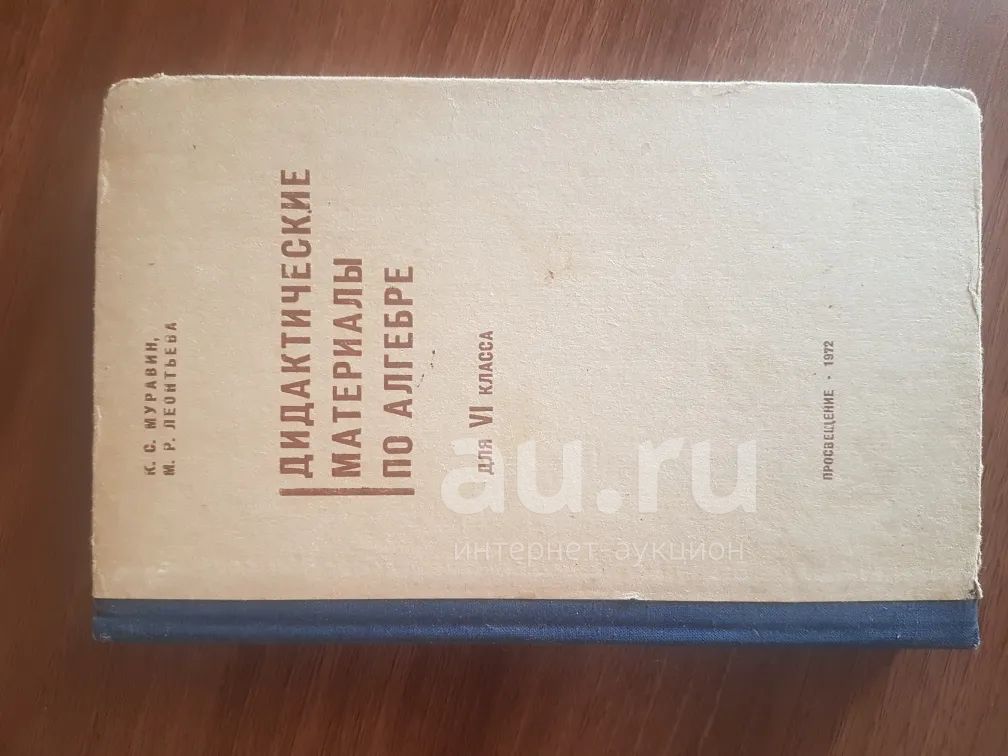 К. С. МУРАВИН,
М. Р. ЛЕОНТЬЕВА
ДИДАКТИЧЕСКИЕ
МАТЕРИАЛЫ
ПО АЛГЕБРЕ
ДЛЯ VI КЛАССА
ПРОСВЕЩЕНИЕ · 1972
au.ru
интернет-аукцион